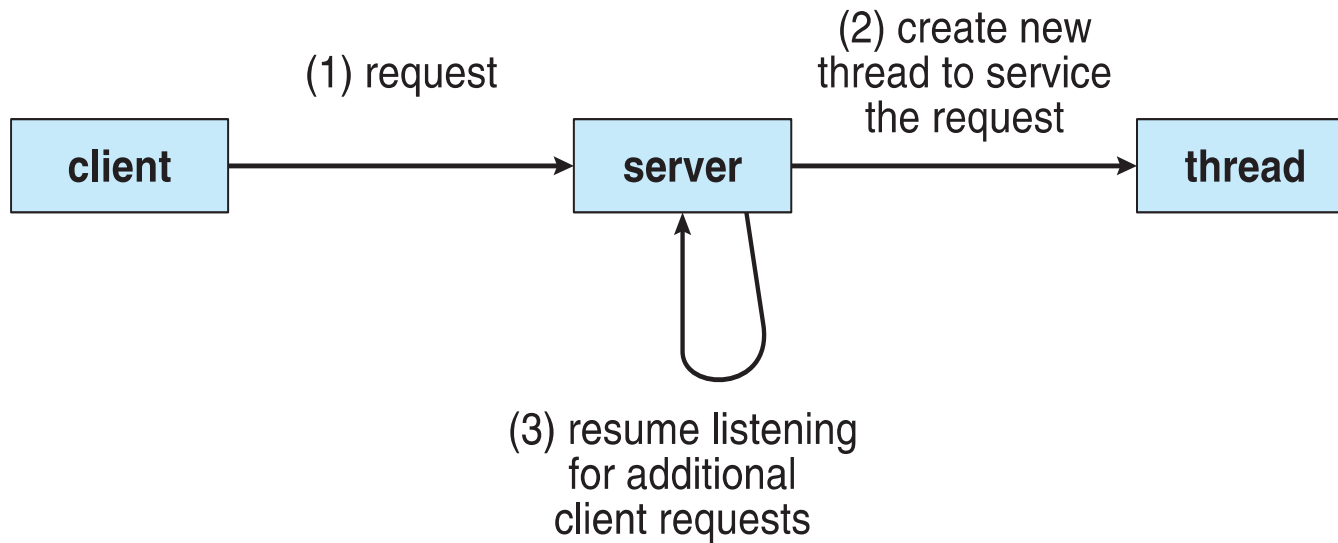 (1) request
(2) create new
thread to service
the request
client
server
thread
(3) resume listening
for additional
client requests